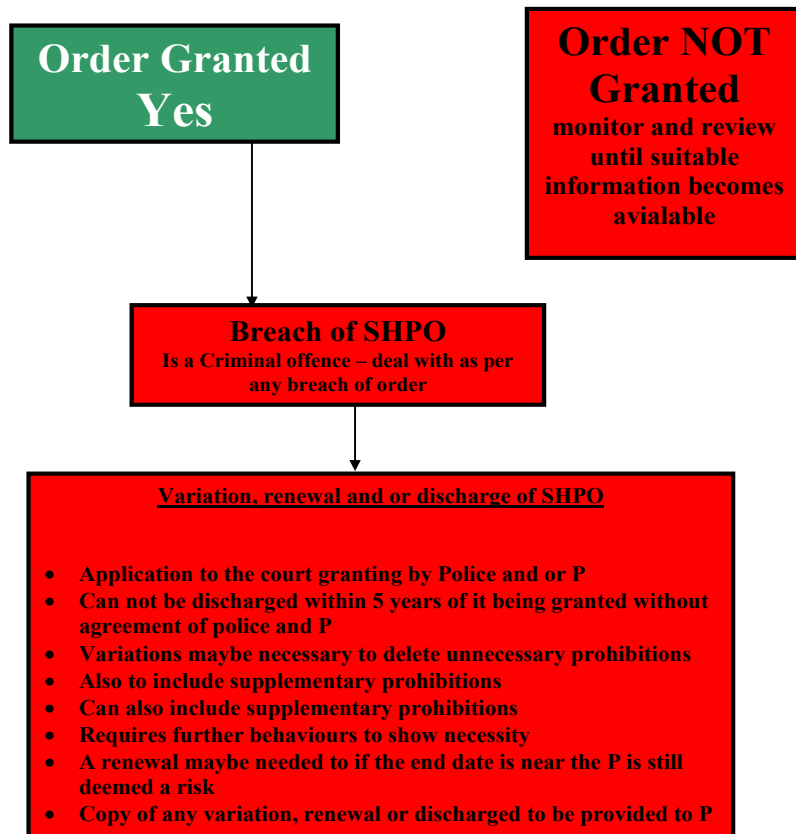 Order Granted
Yes
Order NOT
Granted
monitor and review
until suitable
information becomes
avialable
Breach of SHPO
Is a Criminal offence – deal with as per
any breach of order
Variation, renewal and or discharge of SHPO
• Application to the court granting by Police and or P
• Can not be discharged within 5 years of it being granted without
agreement of police and P
• Variations maybe necessary to delete unnecessary prohibitions
• Also to include supplementary prohibitions
• Can also include supplementary prohibitions
• Requires further behaviours to show necessity
• A renewal maybe needed to if the end date is near the P is still
deemed a risk
• Copy of any variation, renewal or discharged to be provided to P